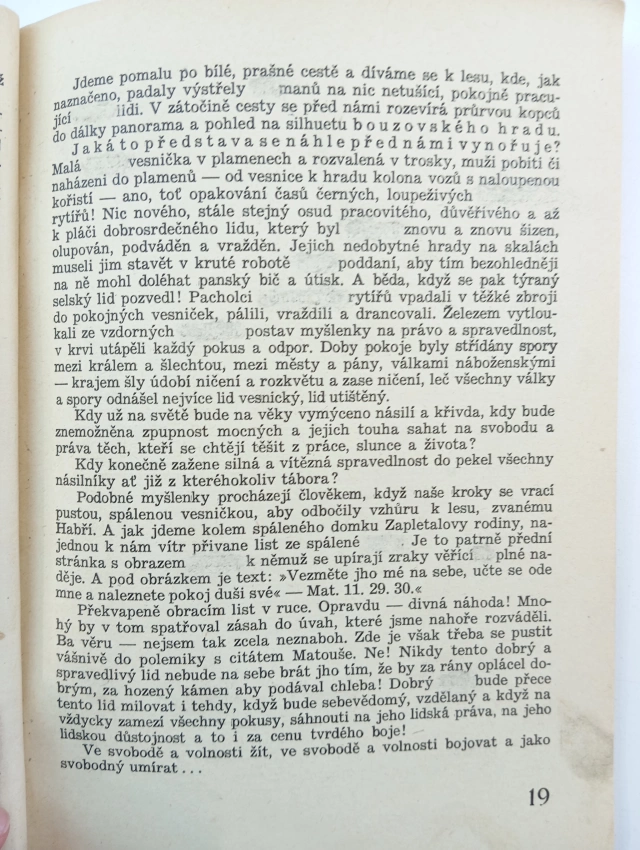 Jdeme pomalu po bílé, prašné cestě a díváme se k lesu, kde, jak
naznačeno, padaly výstřely manů na nic netušící, pokojně pracu-
jící lidi. V zátočině cesty se před námi rozevírá průrvou kopců
do dálky panorama a pohled na silhuetu bouzovského hradu.
Jaká to představa se náhle před námi vynořuje?
Malá vesnička v plamenech a rozvalená v trosky, muži pobiti či
naházeni do plamenů — od vesnice k hradu kolona vozů s naloupenou
kořistí — ano, toť opakování časů černých, loupeživých
rytířů! Nic nového, stále stejný osud pracovitého, důvěřivého a až
k pláči dobrosrdečného lidu, který byl znovu a znovu šizen,
olupován, podváděn a vražděn. Jejich nedobytné hrady na skalách
museli jim stavět v kruté robotě poddaní, aby tím bezohledněji
na ně mohl doléhat panský bič a útisk. A běda, když se pak týraný
selský lid pozvedl! Pacholci rytířů vpadali v těžké zbroji
do pokojných vesniček, pálili, vraždili a drancovali. Železem vytlou-
kali ze vzdorných postav myšlenky na právo a spravedlnost,
v krvi utápěli každý pokus a odpor. Doby pokoje byly střídány spory
mezi králem a šlechtou, mezi městy a pány, válkami náboženskými
— krajem šly údobí ničení a rozkvětu a zase ničení, leč všechny války
a spory odnášel nejvíce lid vesnický, lid utištěný.
Kdy už na světě bude na věky vymýceno násilí a křivda, kdy bude
znemožněna zpupnost mocných a jejich touha sahat na svobodu a
práva těch, kteří se chtějí těšit z práce, slunce a života?
Kdy konečně zažene silná a vítězná spravedlnost do pekel všechny
násilníky ať již z kteréhokoliv tábora?
Podobné myšlenky procházejí člověkem, když naše kroky se vrací
pustou, spálenou vesničkou, aby odbočily vzhůru k lesu, zvanému
Habří. A jak jdeme kolem spáleného domku Zapletalovy rodiny, na-
jednou k nám vítr přivane list ze spálené . Je to patrně přední
stránka s obrazem k němuž se upírají zraky věřící plné na-
děje. A pod obrázkem je text: »Vezměte jho mé na sebe, učte se ode
mne a naleznete pokoj duši své« — Mat. 11. 29. 30.«
Překvapeně obracím list v ruce. Opravdu — divná náhoda! Mno-
hý by v tom spatřoval zásah do úvah, které jsme nahoře rozváděli.
Ba věru — nejsem tak zcela neznaboh. Zde je však třeba se pustit
vášnivě do polemiky s citátem Matouše. Ne! Nikdy tento dobrý a
spravedlivý lid nebude na sebe brát jho tím, že by za rány oplácel do-
brým, za hozený kámen aby podával chleba! Dobrý bude přece
tento lid milovat i tehdy, když bude sebevědomý, vzdělaný a když na
vždycky zamezí všechny pokusy, sáhnouti na jeho lidská práva, na jeho
lidskou důstojnost a to i za cenu tvrdého boje!
Ve svobodě a volnosti žít, ve svobodě a volnosti bojovat a jako
svobodný umírat . . .
19